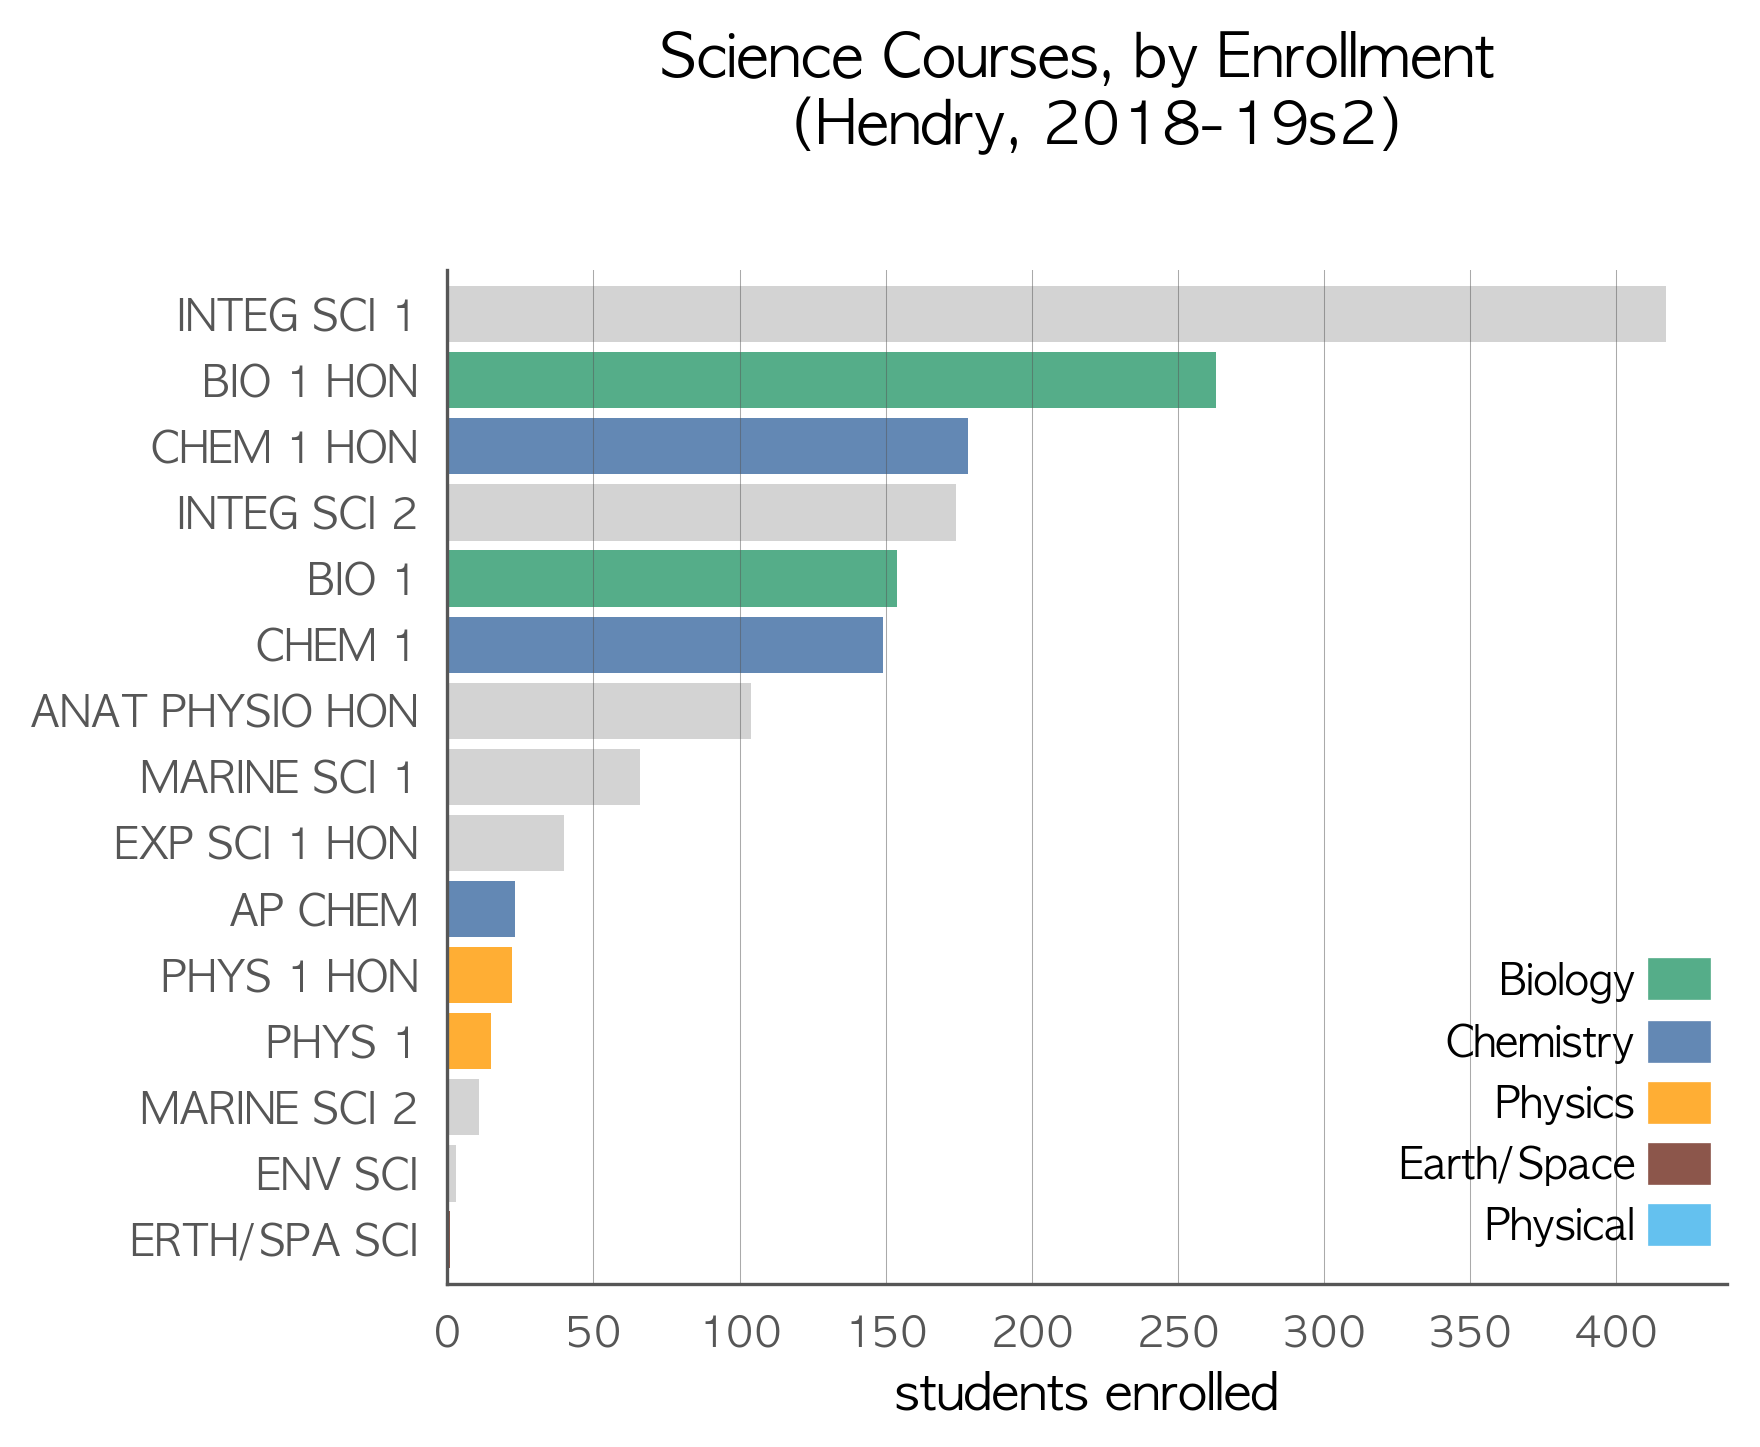 Science Courses, by Enrollment
(Hendry, 2018-19s2)
INTEG SCI 1
BIO 1 HON
CHEM 1 HON
INTEG SCI 2
BIO 1
CHEM 1
ANAT PHYSIO HON
MARINE SCI 1
EXP SCI 1 HON
AP CHEM
PHYS 1 HON
PHYS 1
MARINE SCI 2
ENV SCI
ERTH/SPA SCI
Biology
Chemistry
Physics
Earth/Space
Physical
0 50 100 150 200 250 300 350 400
students enrolled